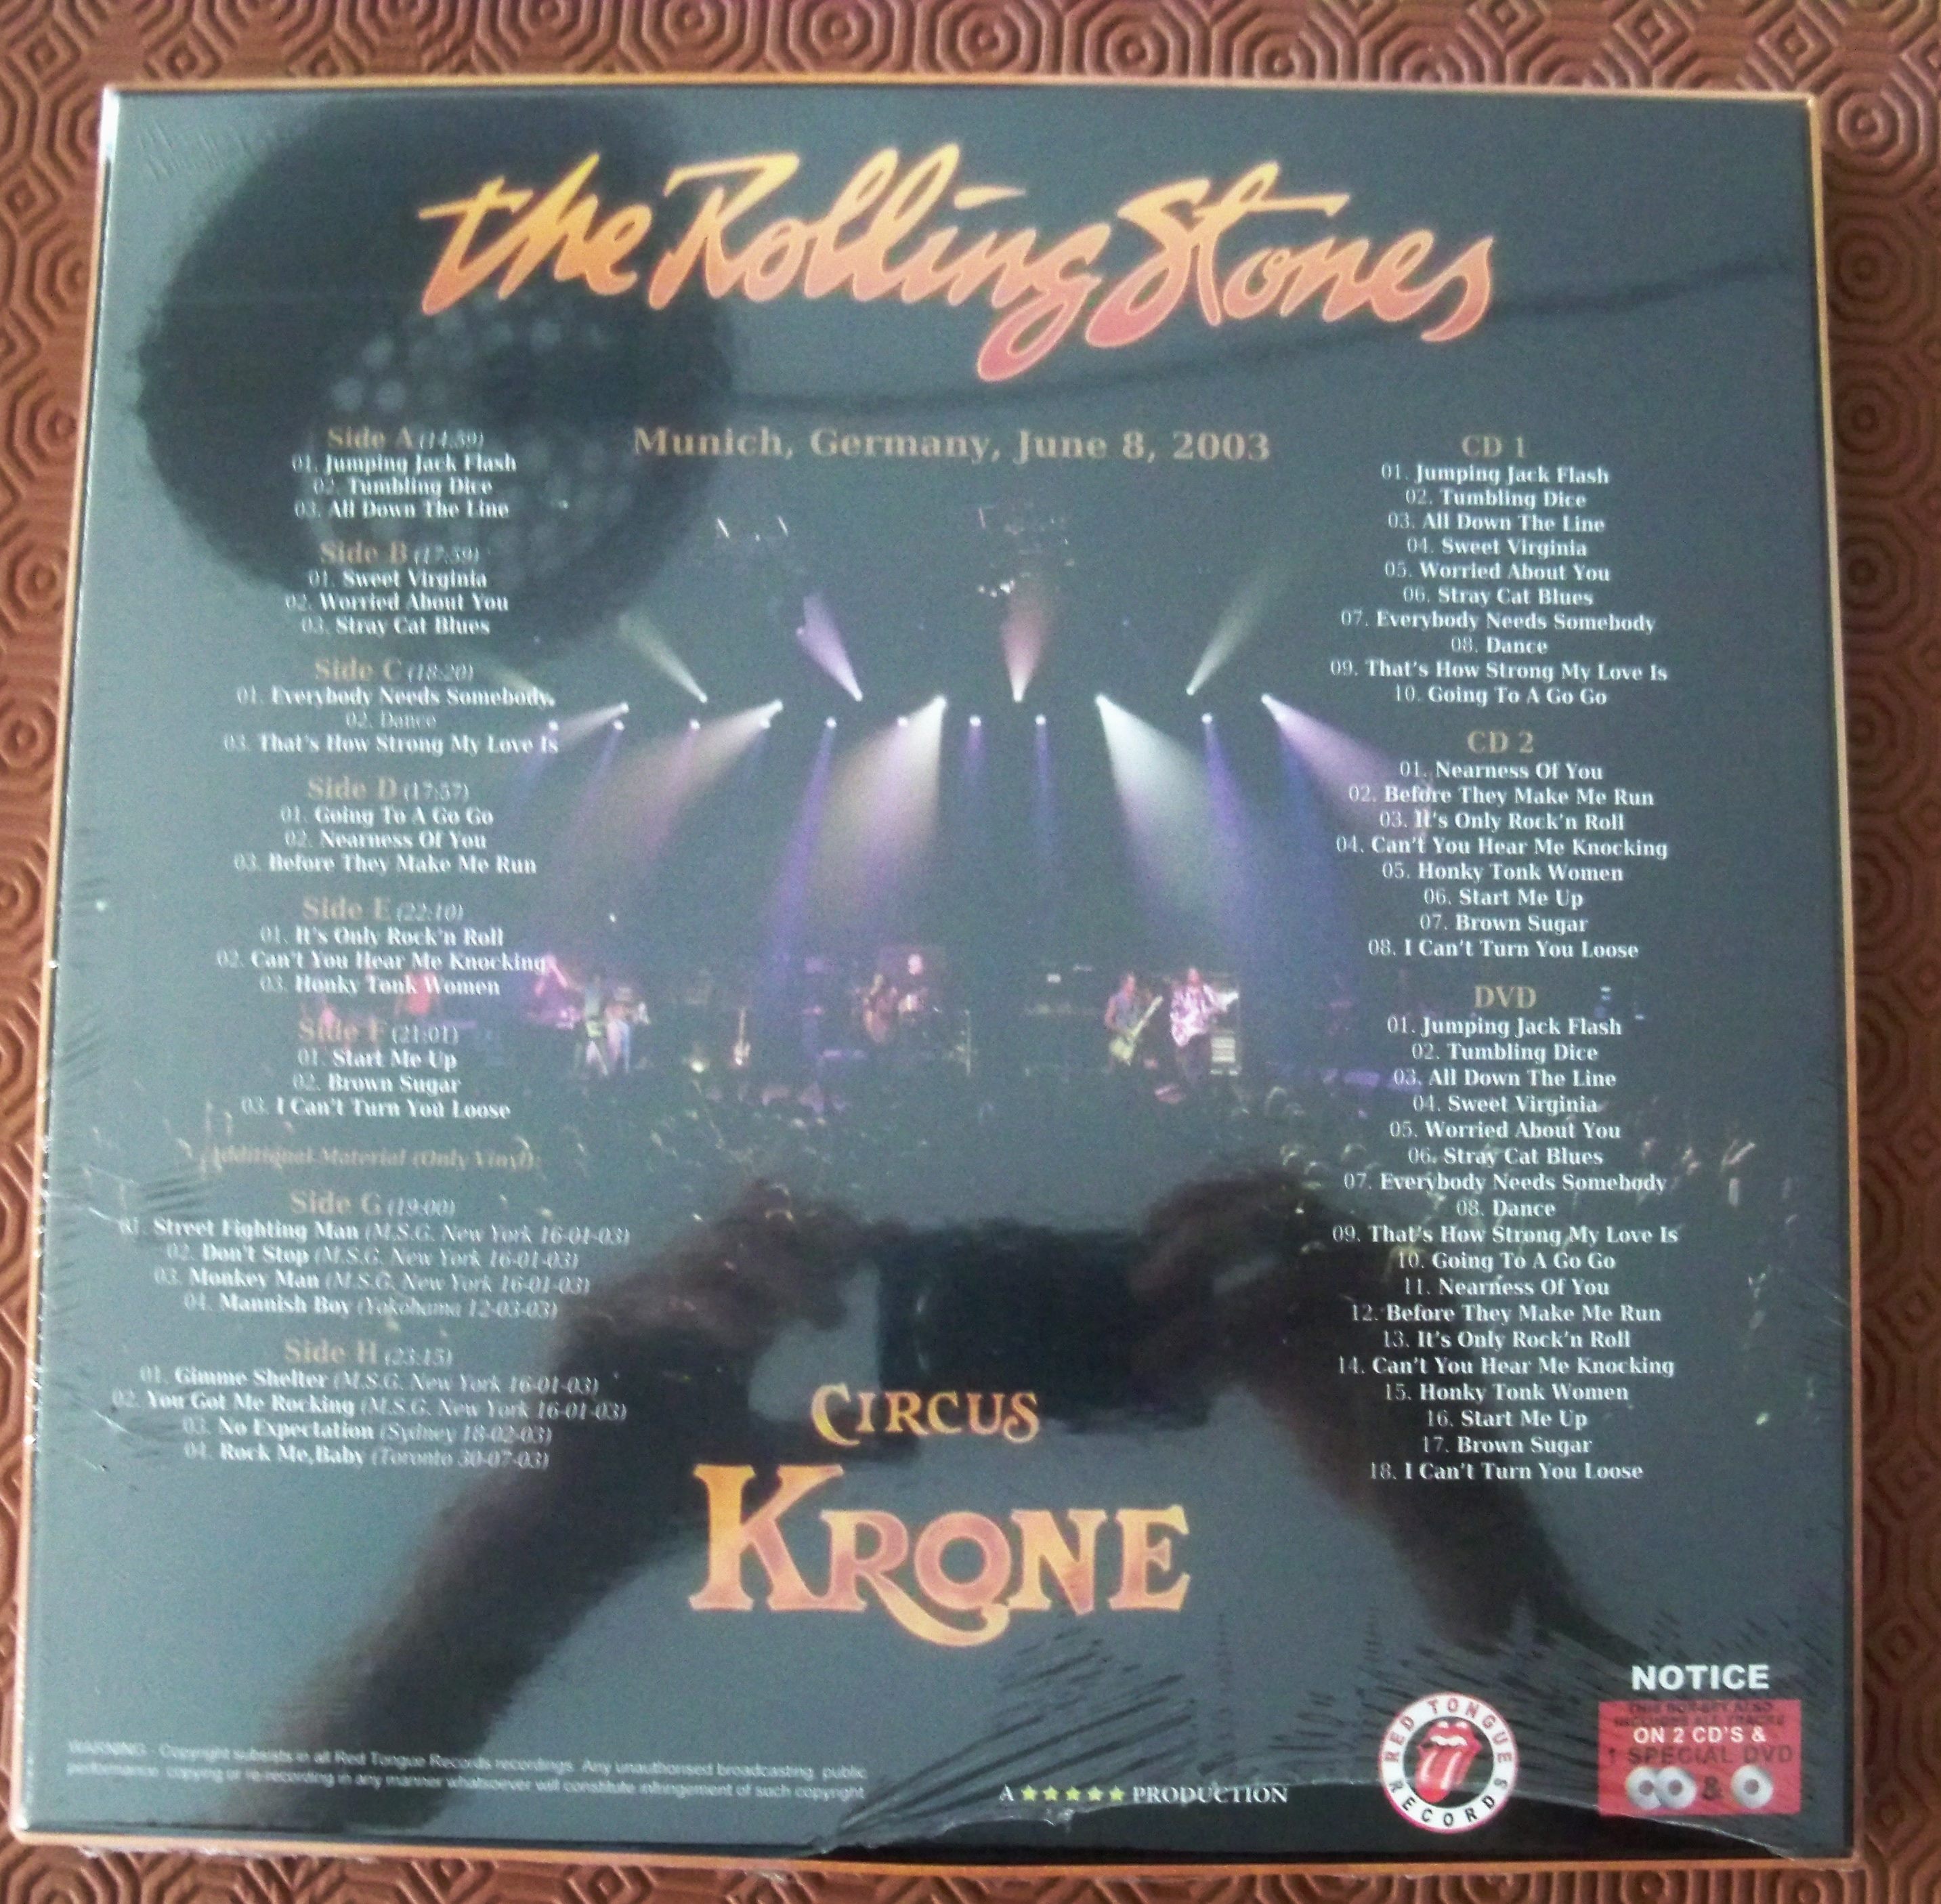 the Rolling Stones
Munich, Germany, June 8, 2003
Side A (14:59)
01. Jumping Jack Flash
02. Tumbling Dice
03. All Down The Line
Side B (17:59)
01. Sweet Virginia
02. Worried About You
03. Stray Cat Blues
Side C (18:20)
01. Everybody Needs Somebody
02. Dance
03. That's How Strong My Love Is
Side D (17:57)
01. Going To A Go Go
02. Nearness Of You
03. Before They Make Me Run
Side E (22:10)
01. It's Only Rock'n Roll
02. Can't You Hear Me Knocking
03. Honky Tonk Women
Side F (21:01)
01. Start Me Up
02. Brown Sugar
03. I Can't Turn You Loose
Additional Material (Only Vinyl):
Side G (19:00)
01. Street Fighting Man (M.S.G. New York 16-01-03)
02. Don't Stop (M.S.G. New York 16-01-03)
03. Monkey Man (M.S.G. New York 16-01-03)
04. Mannish Boy (Yokohama 12-03-03)
Side H (23:15)
01. Gimme Shelter (M.S.G. New York 16-01-03)
02. You Got Me Rocking (M.S.G. New York 16-01-03)
03. No Expectation (Sydney 18-02-03)
04. Rock Me, Baby (Toronto 30-07-03)
CD 1
01. Jumping Jack Flash
02. Tumbling Dice
03. All Down The Line
04. Sweet Virginia
05. Worried About You
06. Stray Cat Blues
07. Everybody Needs Somebody
08. Dance
09. That's How Strong My Love Is
10. Going To A Go Go
CD 2
01. Nearness Of You
02. Before They Make Me Run
03. It's Only Rock'n Roll
04. Can't You Hear Me Knocking
05. Honky Tonk Women
06. Start Me Up
07. Brown Sugar
08. I Can't Turn You Loose
DVD
01. Jumping Jack Flash
02. Tumbling Dice
03. All Down The Line
04. Sweet Virginia
05. Worried About You
06. Stray Cat Blues
07. Everybody Needs Somebody
08. Dance
09. That's How Strong My Love Is
10. Going To A Go Go
11. Nearness Of You
12. Before They Make Me Run
13. It's Only Rock'n Roll
14. Can't You Hear Me Knocking
15. Honky Tonk Women
16. Start Me Up
17. Brown Sugar
18. I Can't Turn You Loose
CIRCUS
KRONE
WARNING - Copyright subsists in all Red Tongue Records recordings. Any unauthorised broadcasting, public
performance, copying or re-recording in any manner whatsoever will constitute infringement of such copyright
A ★★★★★ PRODUCTION
RED TONGUE RECORDS
NOTICE
THIS BOX-SET ALSO
ON 2 CD'S &
1 SPECIAL DVD
&